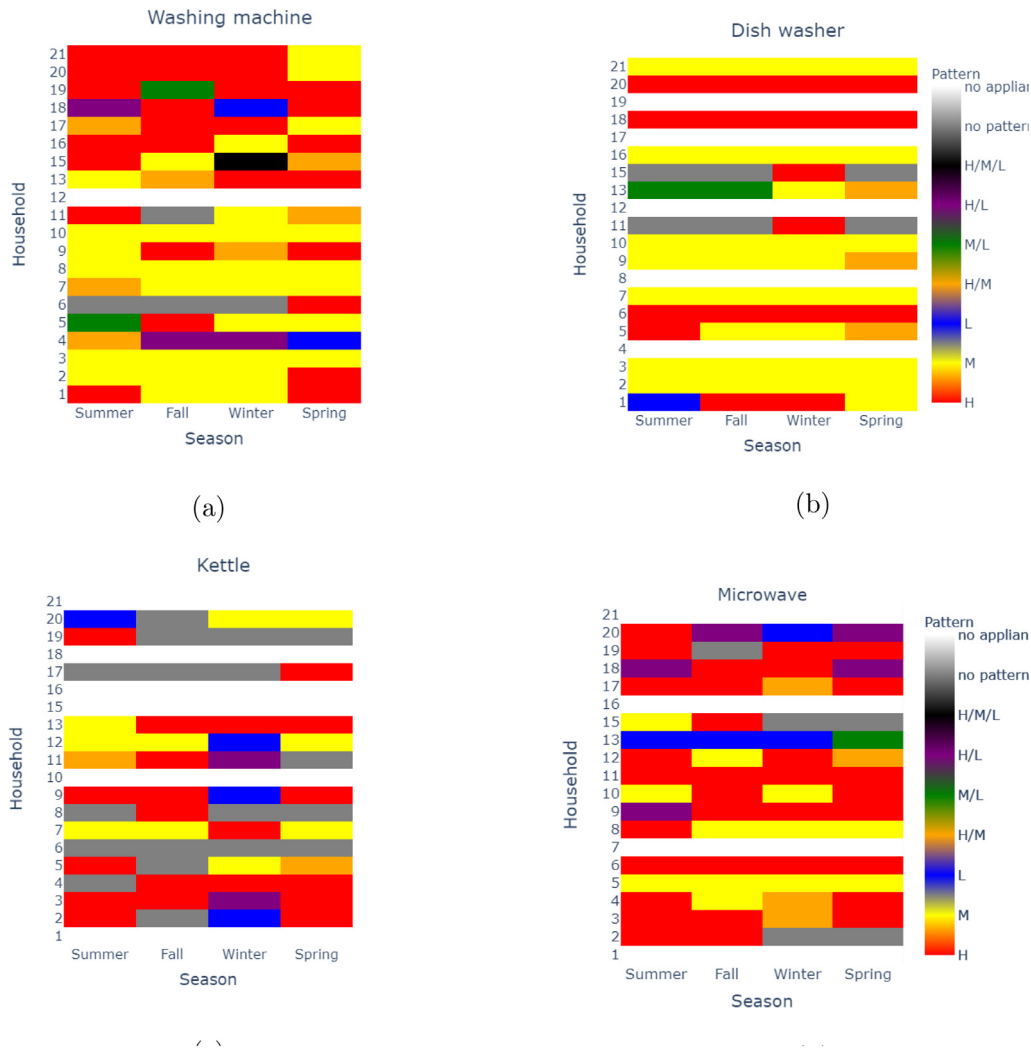 Washing machine
21
20
19
18
17
16
15
13
12
11
10
9
8
7
6
5
4
3
2
1
Household
Summer Fall Winter Spring
Season
(a)
Dish washer
21
20
19
18
17
16
15
13
12
11
10
9
8
7
6
5
4
3
2
1
Household
Summer Fall Winter Spring
Season
Pattern
no applian
no pattern
H/M/L
H/L
M/L
H/M
L
M
H
(b)
Kettle
21
20
19
18
17
16
15
13
12
11
10
9
8
7
6
5
4
3
2
1
Household
Summer Fall Winter Spring
Season
Microwave
21
20
19
18
17
16
15
13
12
11
10
9
8
7
6
5
4
3
2
1
Household
Summer Fall Winter Spring
Season
Pattern
no applian
no pattern
H/M/L
H/L
M/L
H/M
L
M
H